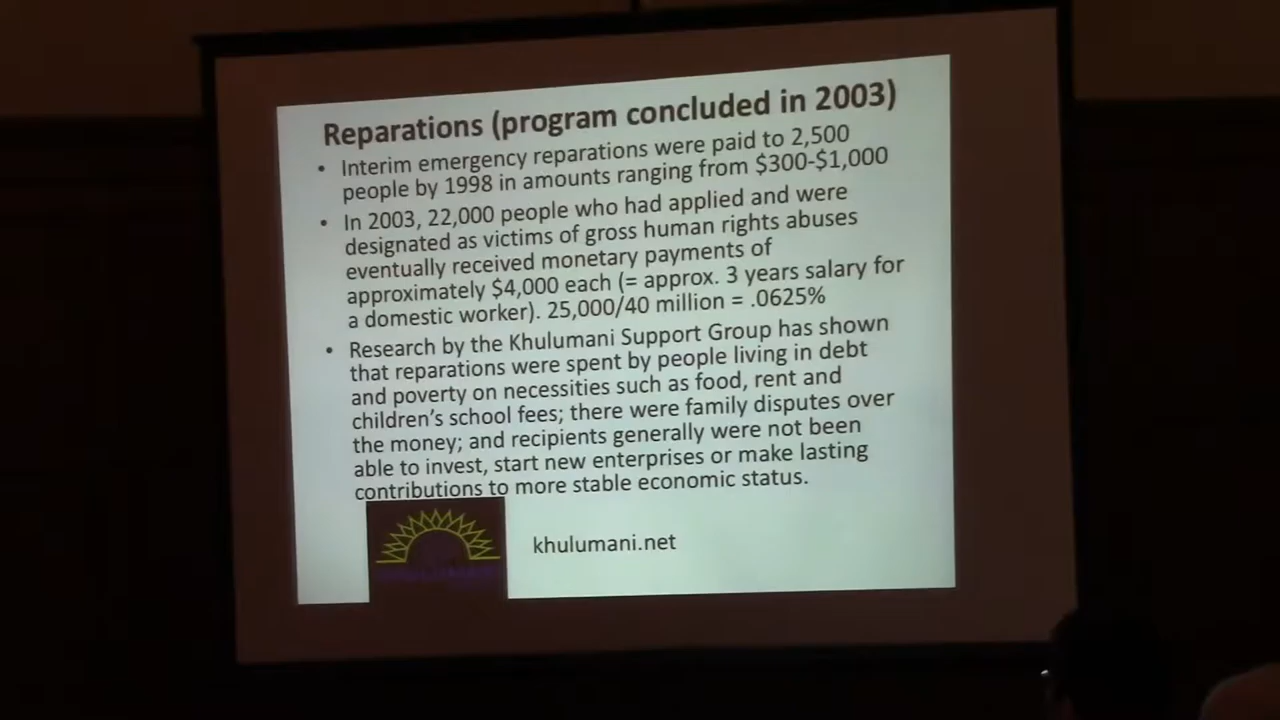 Reparations (program concluded in 2003)
• Interim emergency reparations were paid to 2,500
people by 1998 in amounts ranging from $300-$1,000
• In 2003, 22,000 people who had applied and were
designated as victims of gross human rights abuses
eventually received monetary payments of
approximately $4,000 each (= approx. 3 years salary for
a domestic worker). 25,000/40 million = .0625%
• Research by the Khulumani Support Group has shown
that reparations were spent by people living in debt
and poverty on necessities such as food, rent and
children's school fees; there were family disputes over
the money; and recipients generally were not been
able to invest, start new enterprises or make lasting
contributions to more stable economic status.
khulumani.net